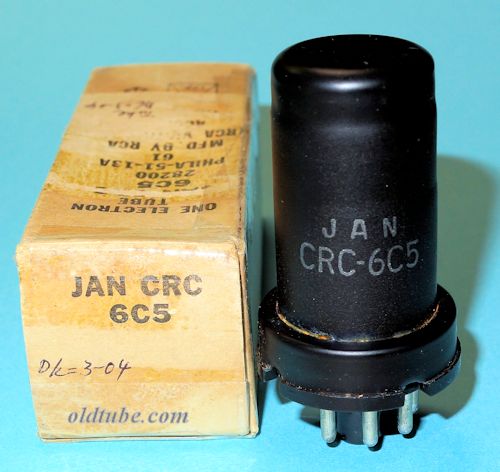 JAN CRC
6C5
Dk=3-04
oldtube.com
ONE ELECTRON
TUBE
6C5
28200
PHILA-51-13A
61
MFD BY RCA
JAN
CRC-6C5